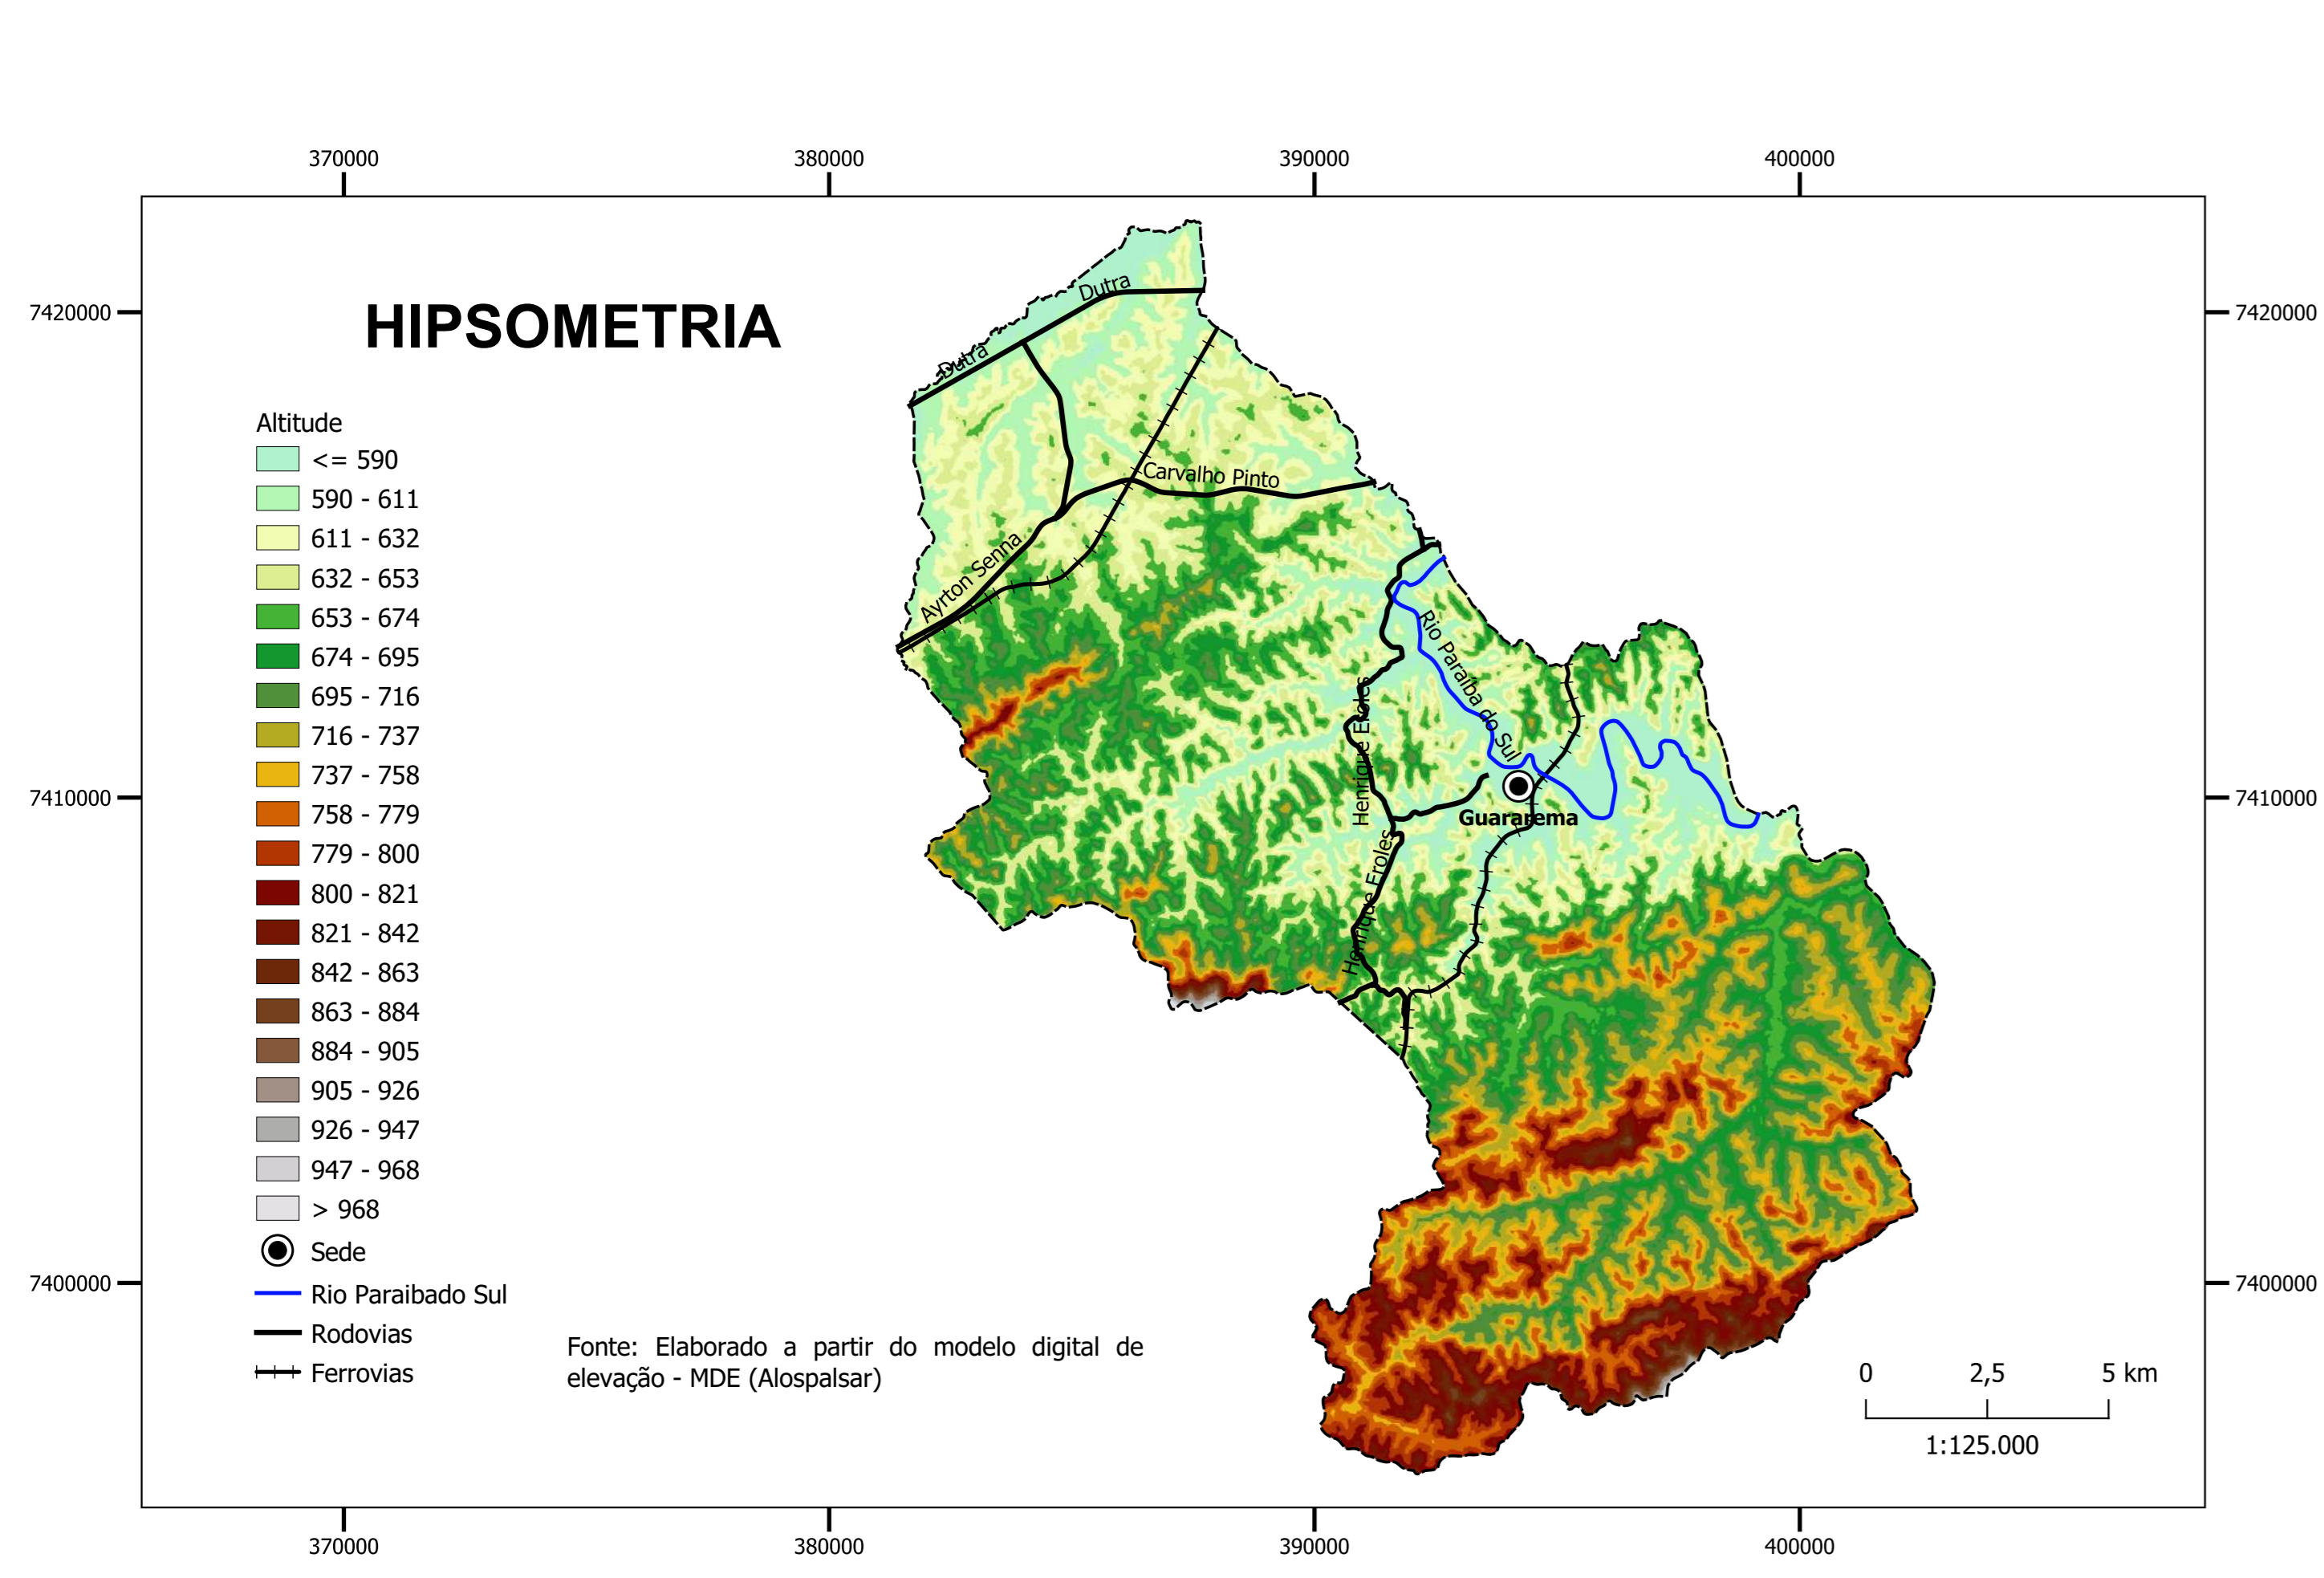 370000 380000 390000 400000
7420000 7420000
HIPSOMETRIA
Dutra
Dutra
Carvalho Pinto
Ayrton Senna
Rio Paraíba do Sul
Henrique Eroles
Henrique Eroles
Guararema
7410000 7410000
Altitude
<= 590
590 - 611
611 - 632
632 - 653
653 - 674
674 - 695
695 - 716
716 - 737
737 - 758
758 - 779
779 - 800
800 - 821
821 - 842
842 - 863
863 - 884
884 - 905
905 - 926
926 - 947
947 - 968
> 968
Sede
Rio Paraibado Sul
Rodovias
Ferrovias
7400000 7400000
Fonte: Elaborado a partir do modelo digital de
elevação - MDE (Alospalsar)
0 2,5 5 km
1:125.000
370000 380000 390000 400000